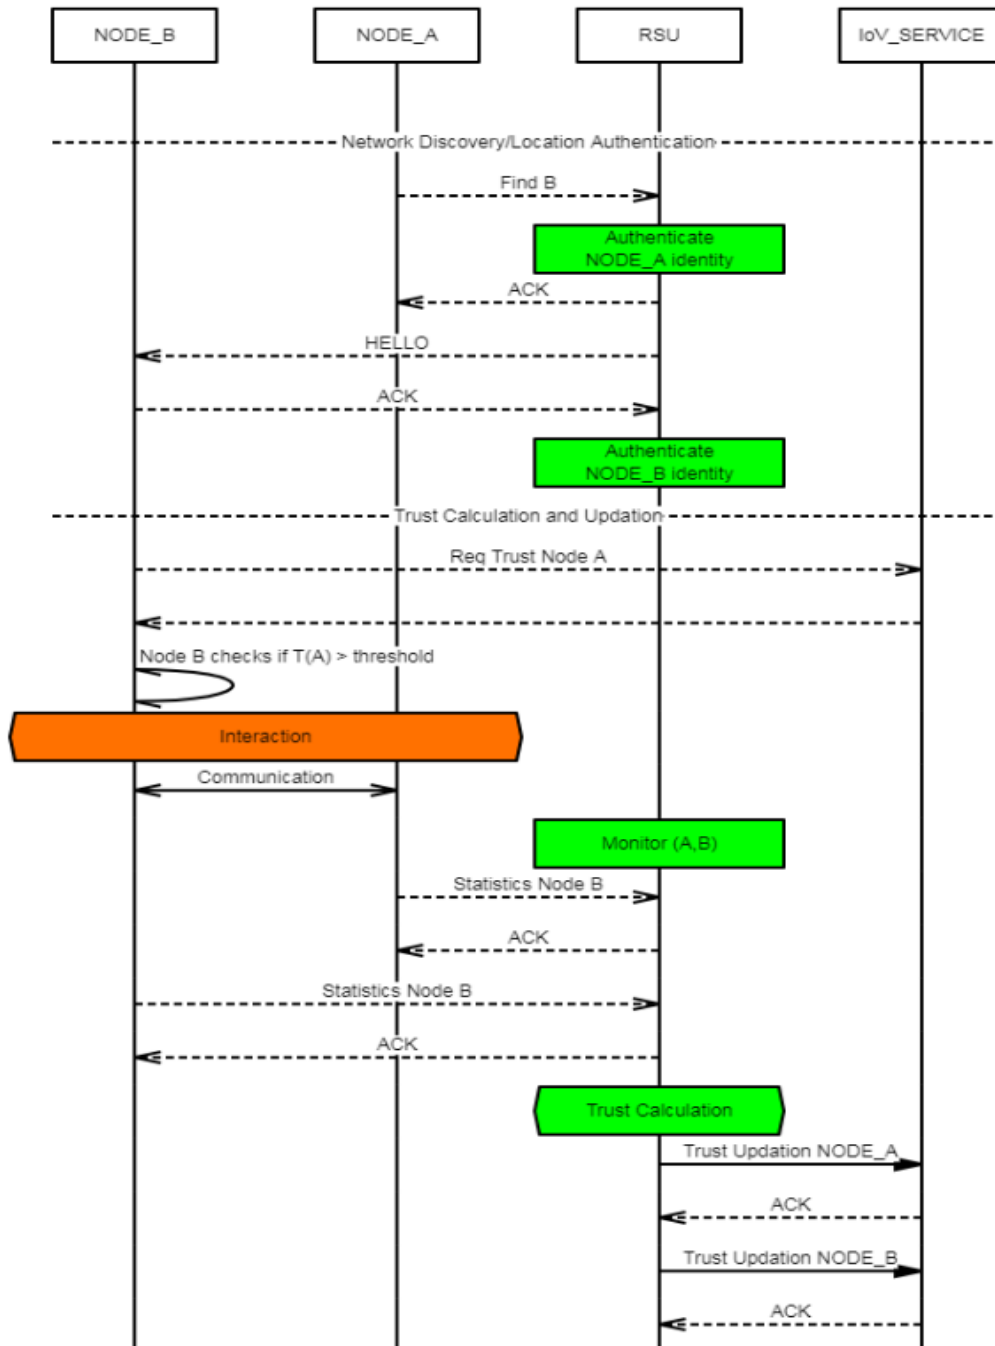 NODE_B
NODE_A
RSU
IoV_SERVICE
Network Discovery/Location Authentication
Find B
Authenticate
NODE_A identity
ACK
HELLO
ACK
Authenticate
NODE_B identity
Trust Calculation and Updation
Req Trust Node A
Node B checks if T(A) > threshold
Interaction
Communication
Monitor (A,B)
Statistics Node B
ACK
Statistics Node B
ACK
Trust Calculation
Trust Updation NODE_A
ACK
Trust Updation NODE_B
ACK